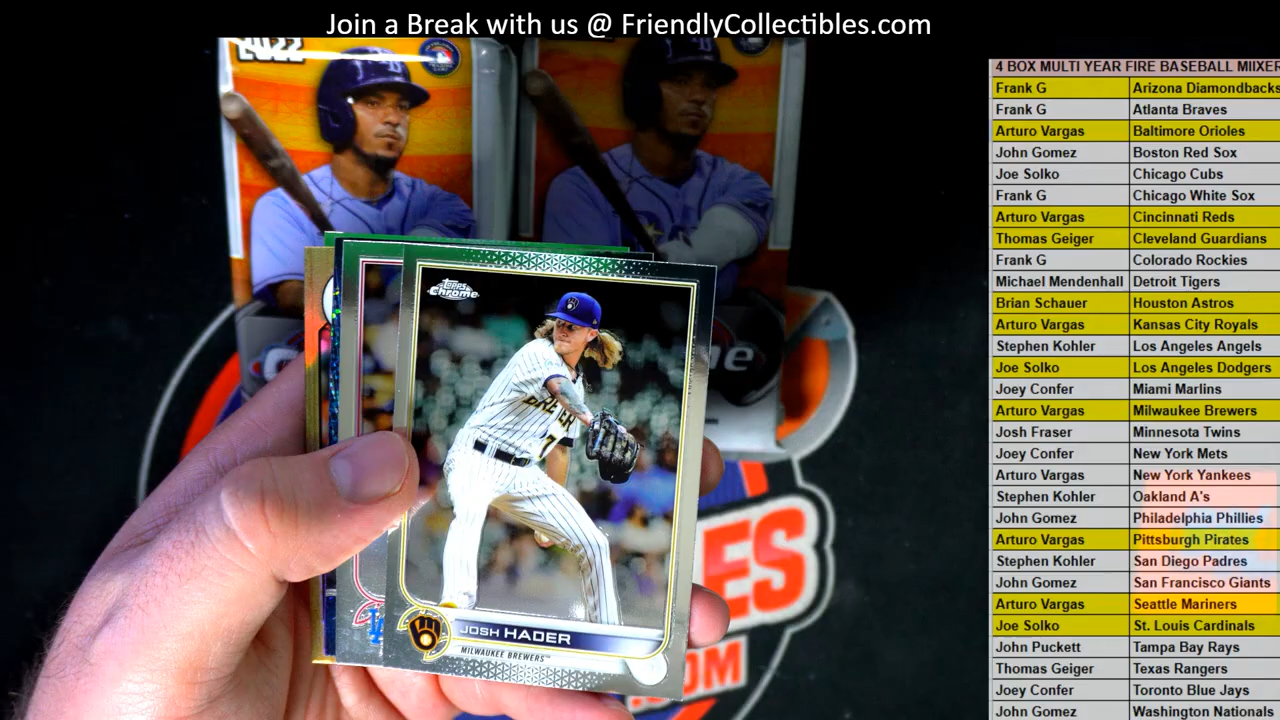 Join a Break with us @ FriendlyCollectibles.com
2022
4 BOX MULTI YEAR FIRE BASEBALL MIIXER
Frank G Arizona Diamondbacks
Frank G Atlanta Braves
Arturo Vargas Baltimore Orioles
John Gomez Boston Red Sox
Joe Solko Chicago Cubs
Frank G Chicago White Sox
Arturo Vargas Cincinnati Reds
Thomas Geiger Cleveland Guardians
Frank G Colorado Rockies
Michael Mendenhall Detroit Tigers
Brian Schauer Houston Astros
Arturo Vargas Kansas City Royals
Stephen Kohler Los Angeles Angels
Joe Solko Los Angeles Dodgers
Joey Confer Miami Marlins
Arturo Vargas Milwaukee Brewers
Josh Fraser Minnesota Twins
Joey Confer New York Mets
Arturo Vargas New York Yankees
Stephen Kohler Oakland A's
John Gomez Philadelphia Phillies
Arturo Vargas Pittsburgh Pirates
Stephen Kohler San Diego Padres
John Gomez San Francisco Giants
Arturo Vargas Seattle Mariners
Joe Solko St. Louis Cardinals
John Puckett Tampa Bay Rays
Thomas Geiger Texas Rangers
Joey Confer Toronto Blue Jays
John Gomez Washington Nationals
Topps
Chrome
BREWER
7
JOSH HADER
MILWAUKEE BREWERS™
LA